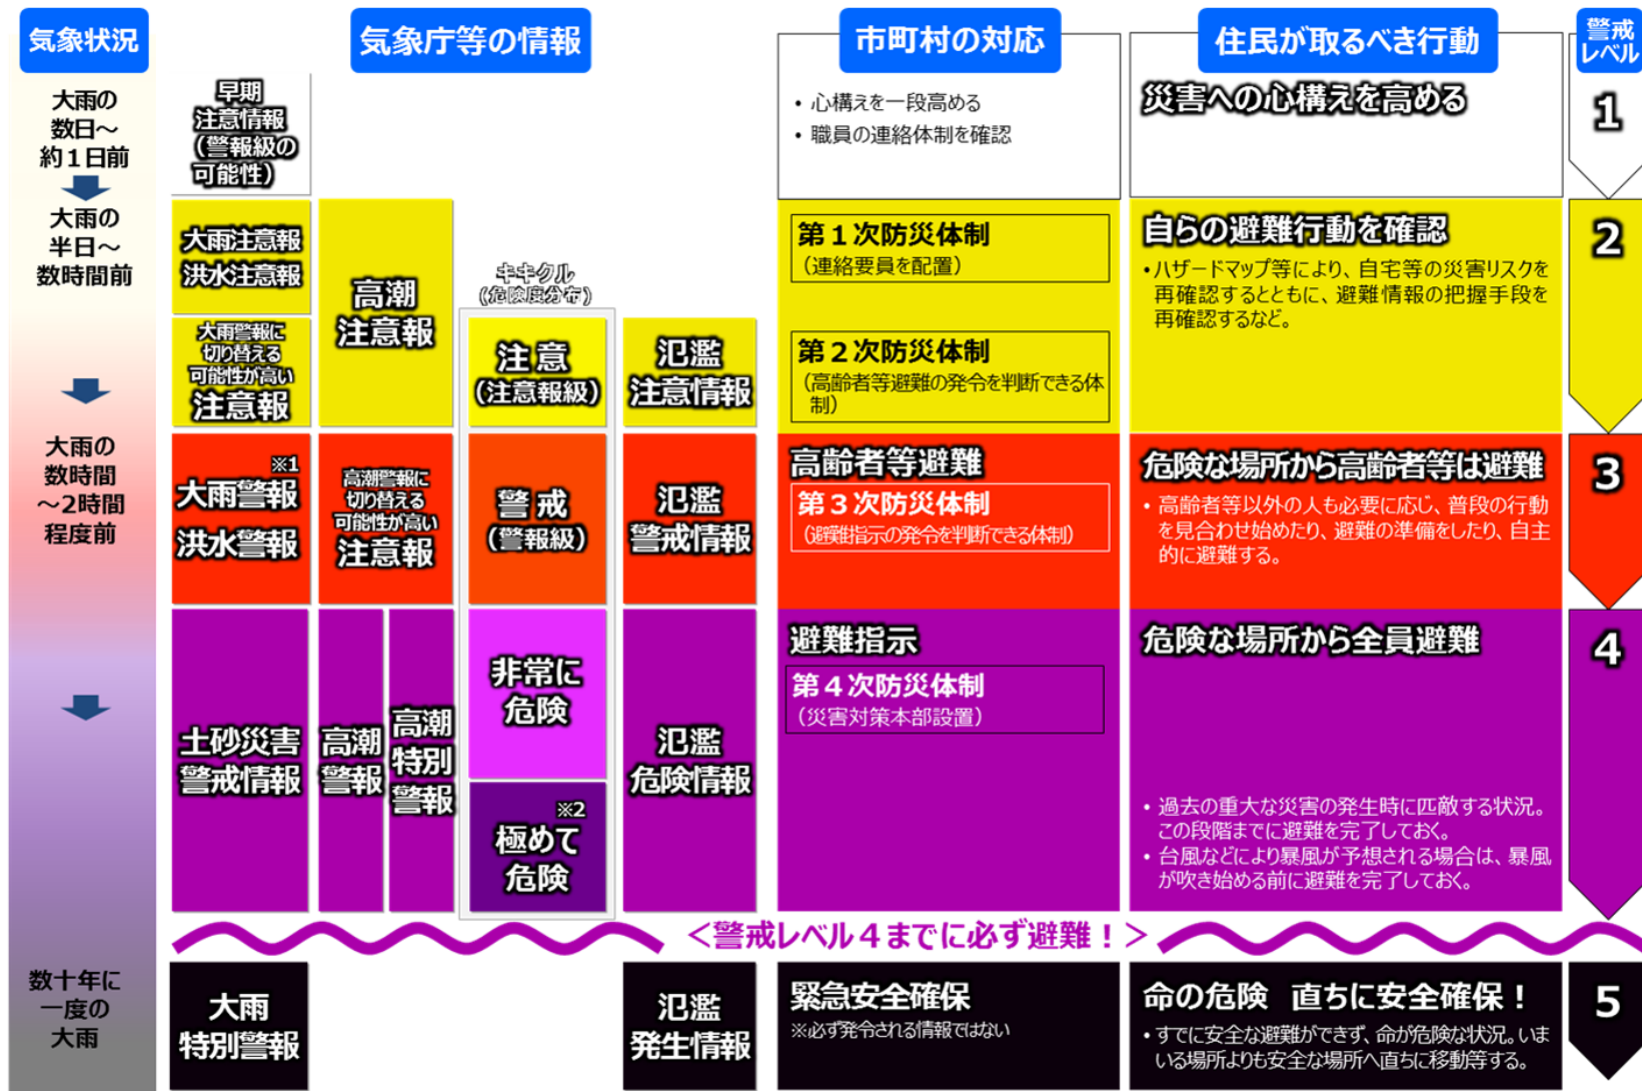 気象状況
気象庁等の情報
市町村の対応
住民が取るべき行動
警戒
レベル
大雨の
数日～
約１日前
早期
注意情報
（警報級の
可能性）
・心構えを一段高める
・職員の連絡体制を確認
災害への心構えを高める
1
大雨の
半日～
数時間前
大雨注意報
洪水注意報
大雨警報に
切り替える
可能性が高い
注意報
高潮
注意報
キキクル
（危険度分布）
注意
（注意報級）
氾濫
注意情報
第１次防災体制
（連絡要員を配置）
第２次防災体制
（高齢者等避難の発令を判断できる体
制）
自らの避難行動を確認
・ハザードマップ等により、自宅等の災害リスクを
再確認するとともに、避難情報の把握手段を
再確認するなど。
2
大雨の
数時間
～2時間
程度前
※1
大雨警報
洪水警報
高潮警報に
切り替える
可能性が高い
注意報
警戒
（警報級）
氾濫
警戒情報
高齢者等避難
第３次防災体制
（避難指示の発令を判断できる体制）
危険な場所から高齢者等は避難
・高齢者等以外の人も必要に応じ、普段の行動
を見合わせ始めたり、避難の準備をしたり、自主
的に避難する。
3
土砂災害
警戒情報
高潮
警報
高潮
特別
警報
非常に
危険
※2
極めて
危険
氾濫
危険情報
避難指示
第４次防災体制
（災害対策本部設置）
危険な場所から全員避難
・過去の重大な災害の発生時に匹敵する状況。
この段階までに避難を完了しておく。
・台風などにより暴風が予想される場合は、暴風
が吹き始める前に避難を完了しておく。
4
＜警戒レベル４までに必ず避難！＞
数十年に
一度の
大雨
大雨
特別警報
氾濫
発生情報
緊急安全確保
※必ず発令される情報ではない
命の危険 直ちに安全確保！
・すでに安全な避難ができず、命が危険な状況。いま
いる場所よりも安全な場所へ直ちに移動等する。
5